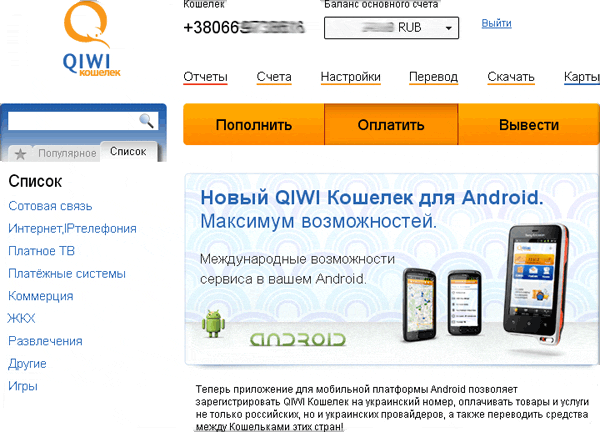 Кошелек
Баланс основного счета
+38066
RUB
Выйти
QIWI
кошелек
Отчеты
Счета
Настройки
Перевод
Скачать
Карты
Пополнить
Оплатить
Вывести
Популярное
Список
Список
Сотовая связь
Интернет,IPтелефония
Платное ТВ
Платёжные системы
Коммерция
ЖКХ
Развлечения
Другие
Игры
Новый QIWI Кошелек для Android.
Максимум возможностей.
Международные возможности
сервиса в вашем Android.
ANDROID
Теперь приложение для мобильной платформы Android позволяет
зарегистрировать QIWI Кошелек на украинский номер, оплачивать товары и услуги
не только российских, но и украинских провайдеров, а также переводить средства
между Кошельками этих стран!